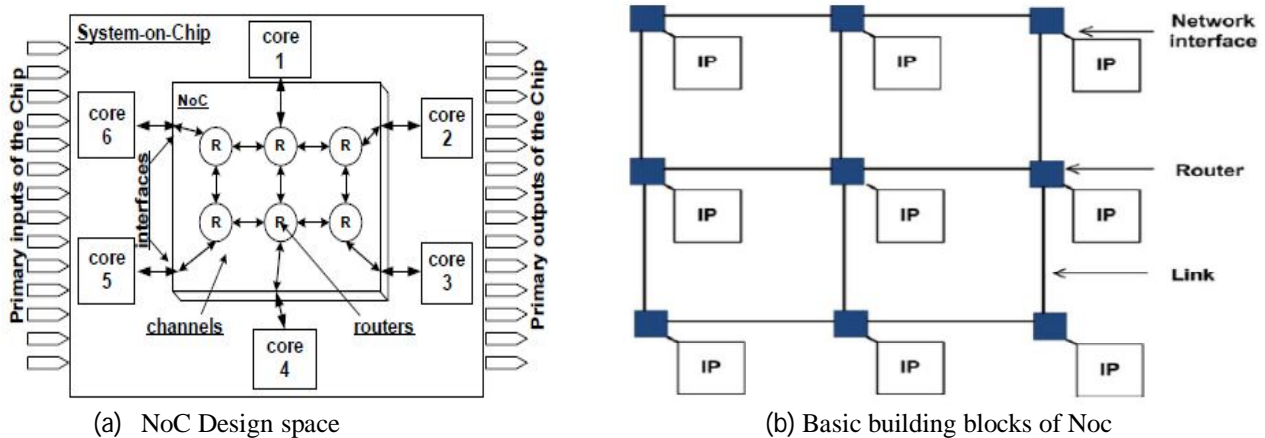 System-on-Chip
Primary inputs of the Chip
Primary outputs of the Chip
core
1
NoC
core
6
core
2
R
R
R
interfaces
R
R
R
core
5
core
3
channels
routers
core
4
(a) NoC Design space
IP
IP
IP
Network
interface
IP
IP
IP
Router
Link
IP
IP
IP
(b) Basic building blocks of Noc